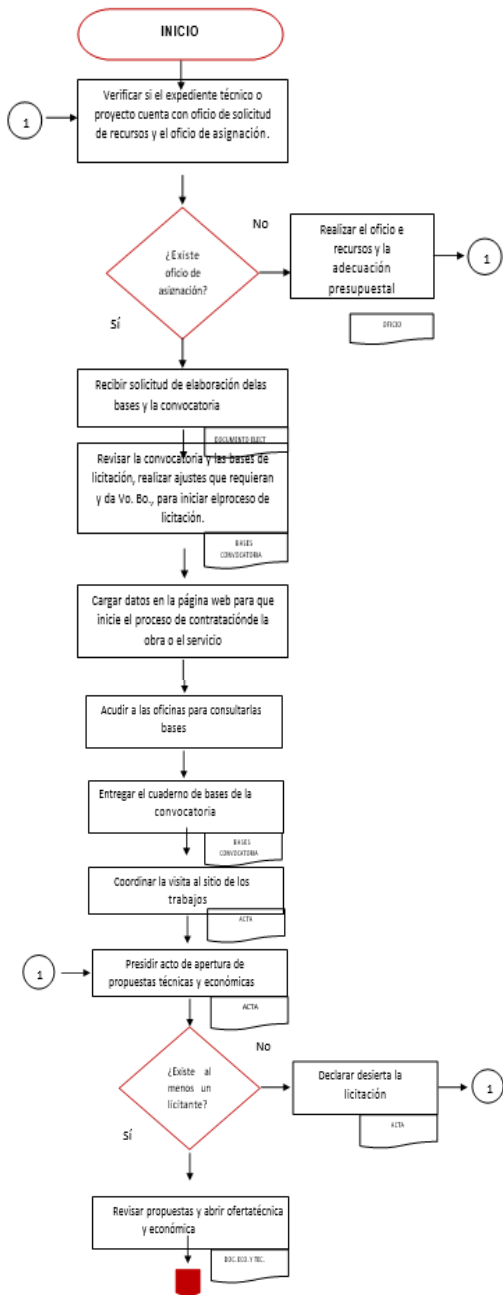 INICIO
Verificar si el expediente técnico o
proyecto cuenta con oficio de solicitud
de recursos y el oficio de asignación.
1
¿Existe
oficio de
asignación?
No
Realizar el oficio e
recursos y la
adecuación
presupuestal
1
OFICIO
Sí
Recibir solicitud de elaboración delas
bases y la convocatoria
DOCUMENTO ELECT
Revisar la convocatoria y las bases de
licitación, realizar ajustes que requieran
y da Vo. Bo., para iniciar elproceso de
licitación.
BASES
CONVOCATORIA
Cargar datos en la página web para que
inicie el proceso de contrataciónde la
obra o el servicio
Acudir a las oficinas para consultarlas
bases
Entregar el cuaderno de bases de la
convocatoria
BASES
CONVOCATORIA
Coordinar la visita al sitio de los
trabajos
ACTA
1
Presidir acto de apertura de
propuestas técnicas y económicas
ACTA
¿Existe al
menos un
licitante?
No
Declarar desierta la
licitación
1
ACTA
Sí
Revisar propuestas y abrir ofertatécnica
y económica
DOC. ECO. Y TEC.